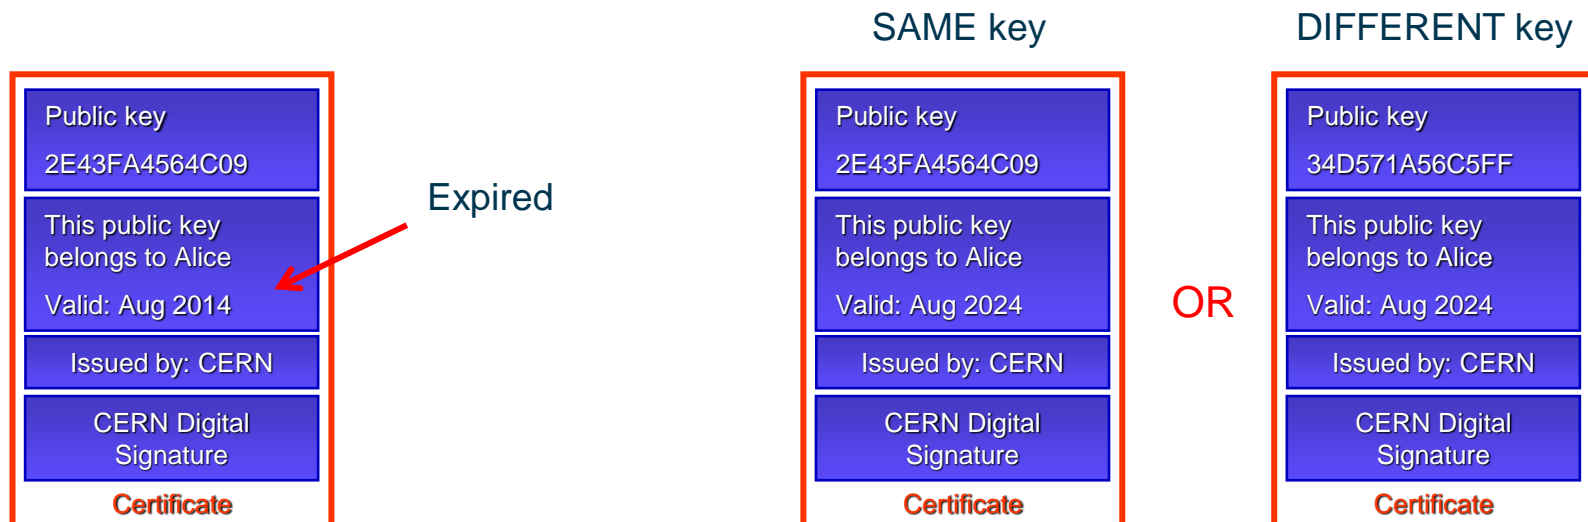 SAME key
DIFFERENT key
Public key
2E43FA4564C09
This public key
belongs to Alice
Valid: Aug 2014
Issued by: CERN
CERN Digital
Signature
Certificate
Expired
Public key
2E43FA4564C09
This public key
belongs to Alice
Valid: Aug 2024
Issued by: CERN
CERN Digital
Signature
Certificate
OR
Public key
34D571A56C5FF
This public key
belongs to Alice
Valid: Aug 2024
Issued by: CERN
CERN Digital
Signature
Certificate